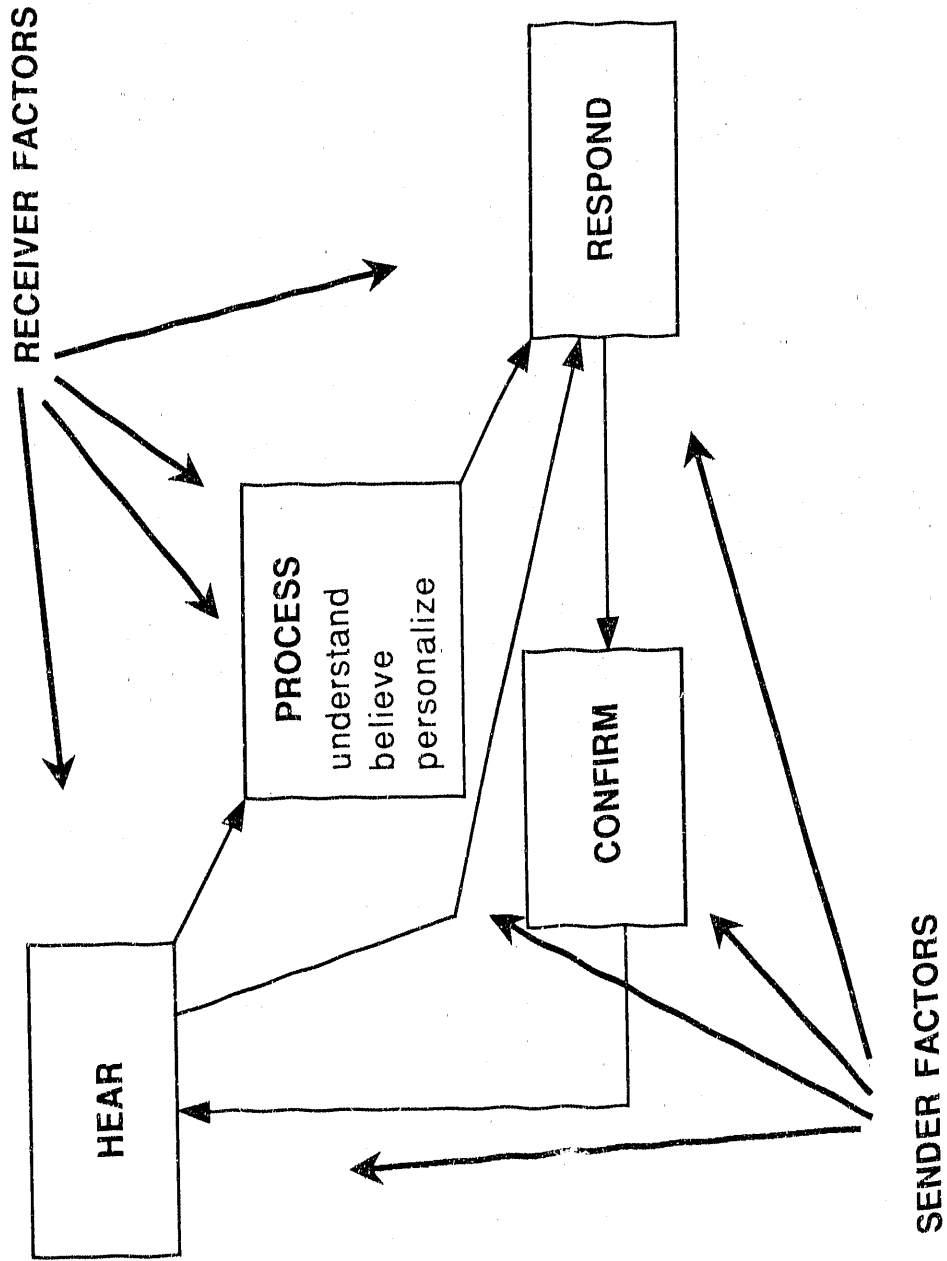 RECEIVER FACTORS
HEAR
PROCESS
understand
believe
personalize
CONFIRM
RESPOND
SENDER FACTORS